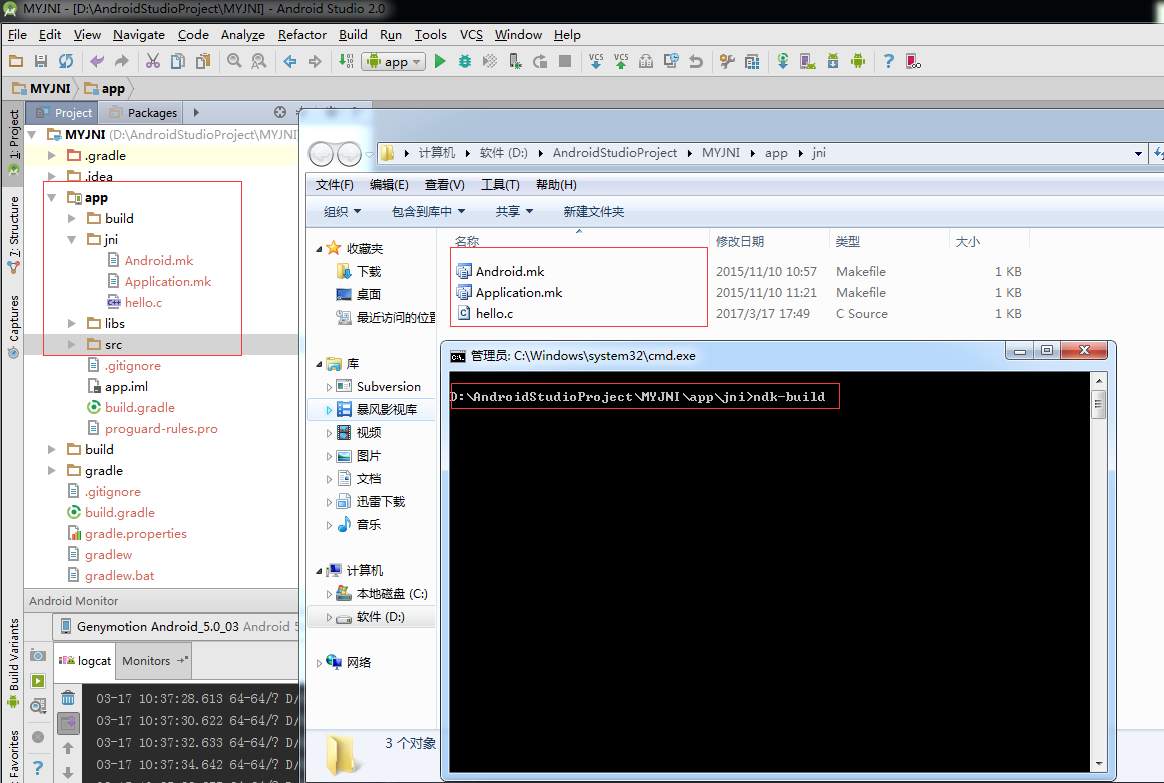 MYJNI - [D:\AndroidStudioProject\MYJNI] - Android Studio 2.0
File Edit View Navigate Code Analyze Refactor Build Run Tools VCS Window Help
app
MYJNI app
Project Packages
1: Project
7: Structure
Captures
Build Variants
Favorites
MYJNI (D:\AndroidStudioProject\MYJNI)
.gradle
.idea
app
build
jni
Android.mk
Application.mk
hello.c
libs
src
.gitignore
app.iml
build.gradle
proguard-rules.pro
build
gradle
.gitignore
build.gradle
gradle.properties
gradlew
gradlew.bat
Android Monitor
Genymotion Android_5.0_03 Android 5
logcat Monitors
03-17 10:37:28.613 64-64/? D/
03-17 10:37:30.622 64-64/? D/
03-17 10:37:32.633 64-64/? D/
03-17 10:37:34.642 64-64/? D/
计算机 软件 (D:) AndroidStudioProject MYJNI app jni
文件(F) 编辑(E) 查看(V) 工具(T) 帮助(H)
组织 包含到库中 共享 新建文件夹
收藏夹
下载
桌面
最近访问的位置
库
Subversion
暴风影视库
视频
图片
文档
迅雷下载
音乐
计算机
本地磁盘 (C:)
软件 (D:)
网络
名称 修改日期 类型 大小
Android.mk 2015/11/10 10:57 Makefile 1 KB
Application.mk 2015/11/10 11:21 Makefile 1 KB
hello.c 2017/3/17 17:49 C Source 1 KB
3 个对象
管理员: C:\Windows\system32\cmd.exe
D:\AndroidStudioProject\MYJNI\app\jni>ndk-build